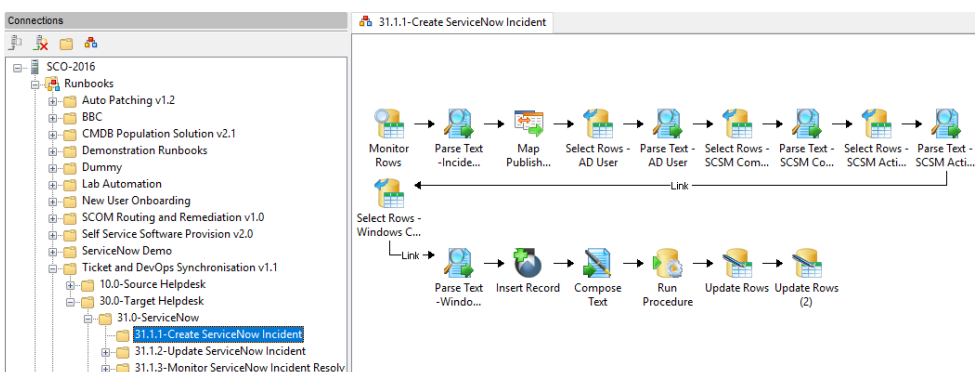 Connections
SCO-2016
Runbooks
Auto Patching v1.2
BBC
CMDB Population Solution v2.1
Demonstration Runbooks
Dummy
Lab Automation
New User Onboarding
SCOM Routing and Remediation v1.0
Self Service Software Provision v2.0
ServiceNow Demo
Ticket and DevOps Synchronisation v1.1
10.0-Source Helpdesk
30.0-Target Helpdesk
31.0-ServiceNow
31.1.1-Create ServiceNow Incident
31.1.2-Update ServiceNow Incident
31.1.3-Monitor ServiceNow Incident Resolv
31.1.1-Create ServiceNow Incident
Monitor
Rows
Parse Text
-Incide...
Map
Publish...
Select Rows -
AD User
Parse Text -
AD User
Select Rows -
SCSM Com...
Parse Text -
SCSM Co...
Select Rows -
SCSM Acti...
Parse Text -
SCSM Acti...
Link
Select Rows -
Windows C...
Link
Parse Text
-Windo...
Insert Record
Compose
Text
Run
Procedure
Update Rows
Update Rows
(2)